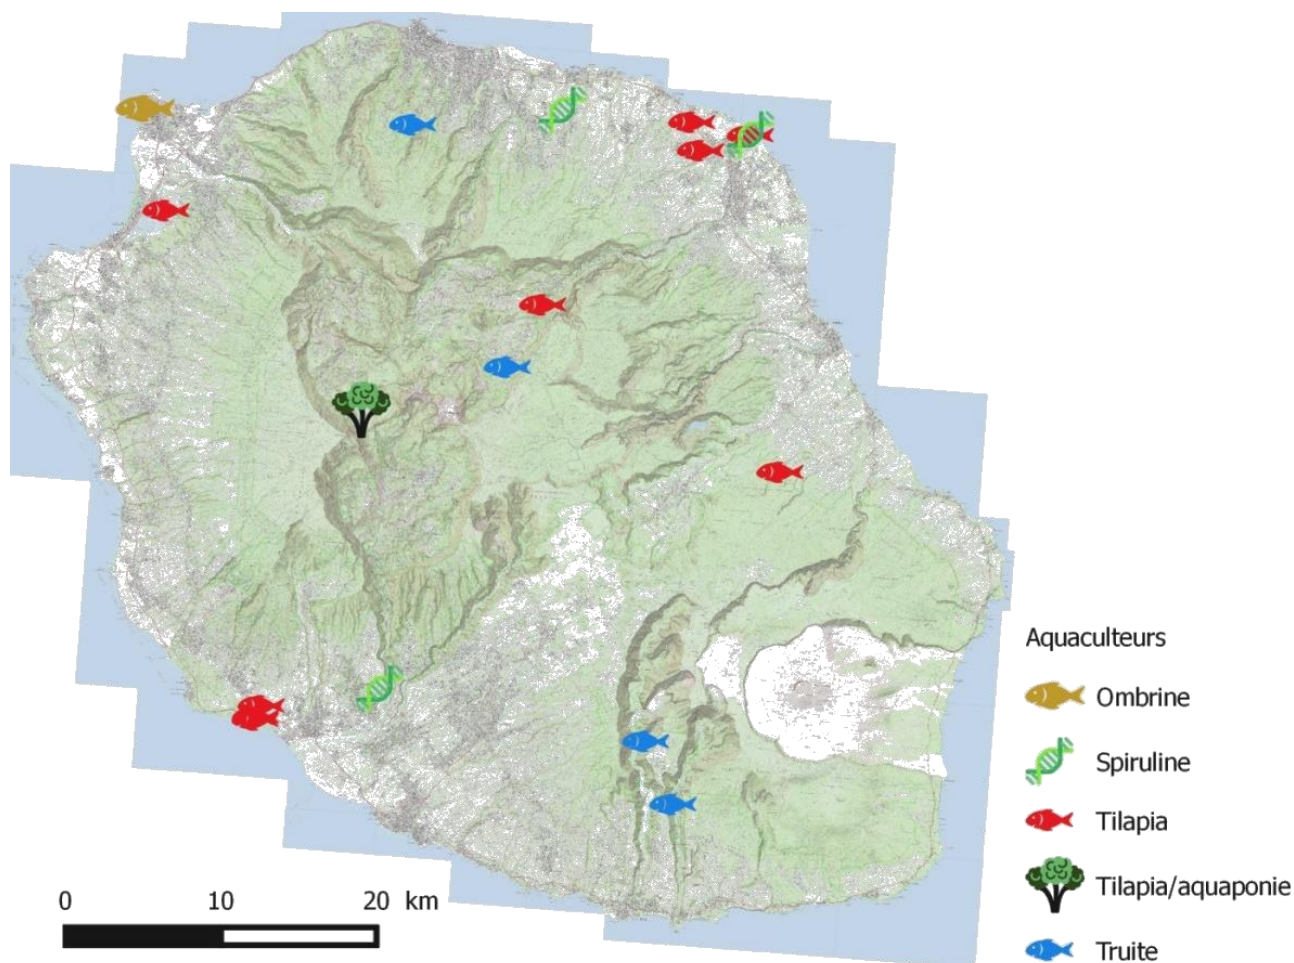 Aquaculteurs
Ombrine
Spiruline
Tilapia
Tilapia/aquaponie
Truite
0 10 20 km